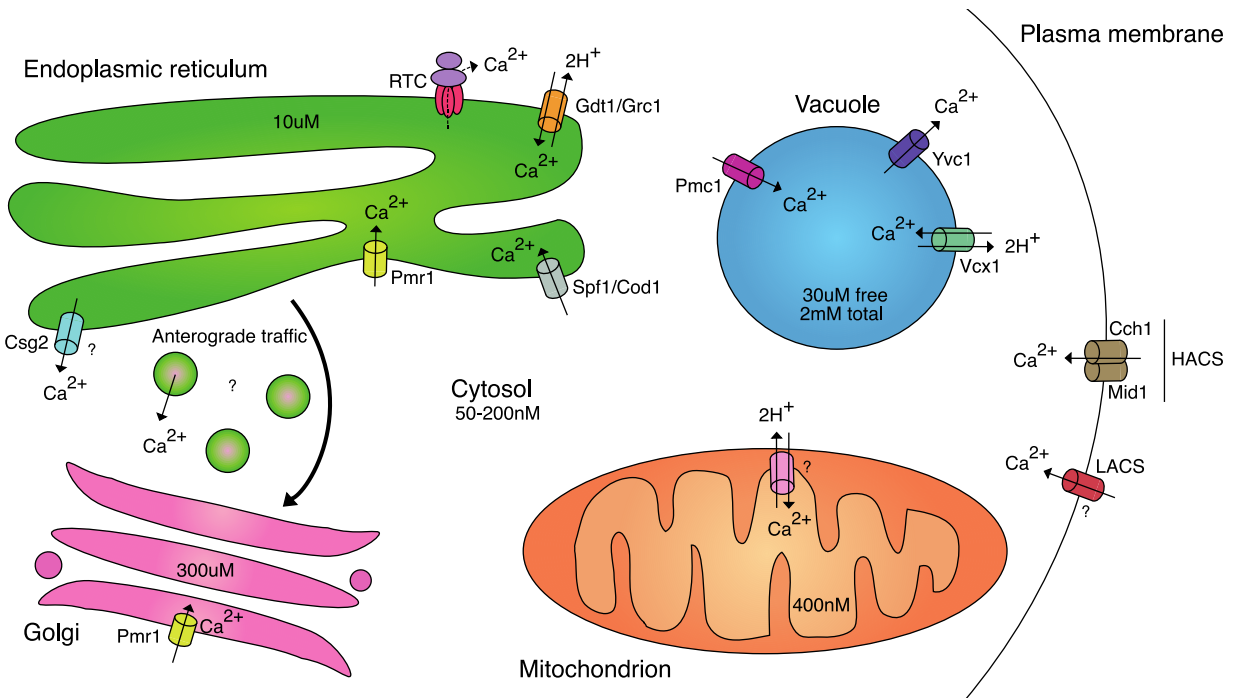 Plasma membrane
Endoplasmic reticulum
RTC
Ca2+
2H+
Gdt1/Grc1
10uM
Ca2+
Vacuole
Ca2+
Yvc1
Pmc1
Ca2+
Ca2+
2H+
Vcx1
30uM free
2mM total
Ca2+
Pmr1
Ca2+
Spf1/Cod1
Csg2
?
Ca2+
Anterograde traffic
?
Ca2+
Cytosol
50-200nM
Cch1
Ca2+
HACS
Mid1
Ca2+
LACS
?
2H+
?
Ca2+
400nM
Mitochondrion
300uM
Ca2+
Pmr1
Golgi